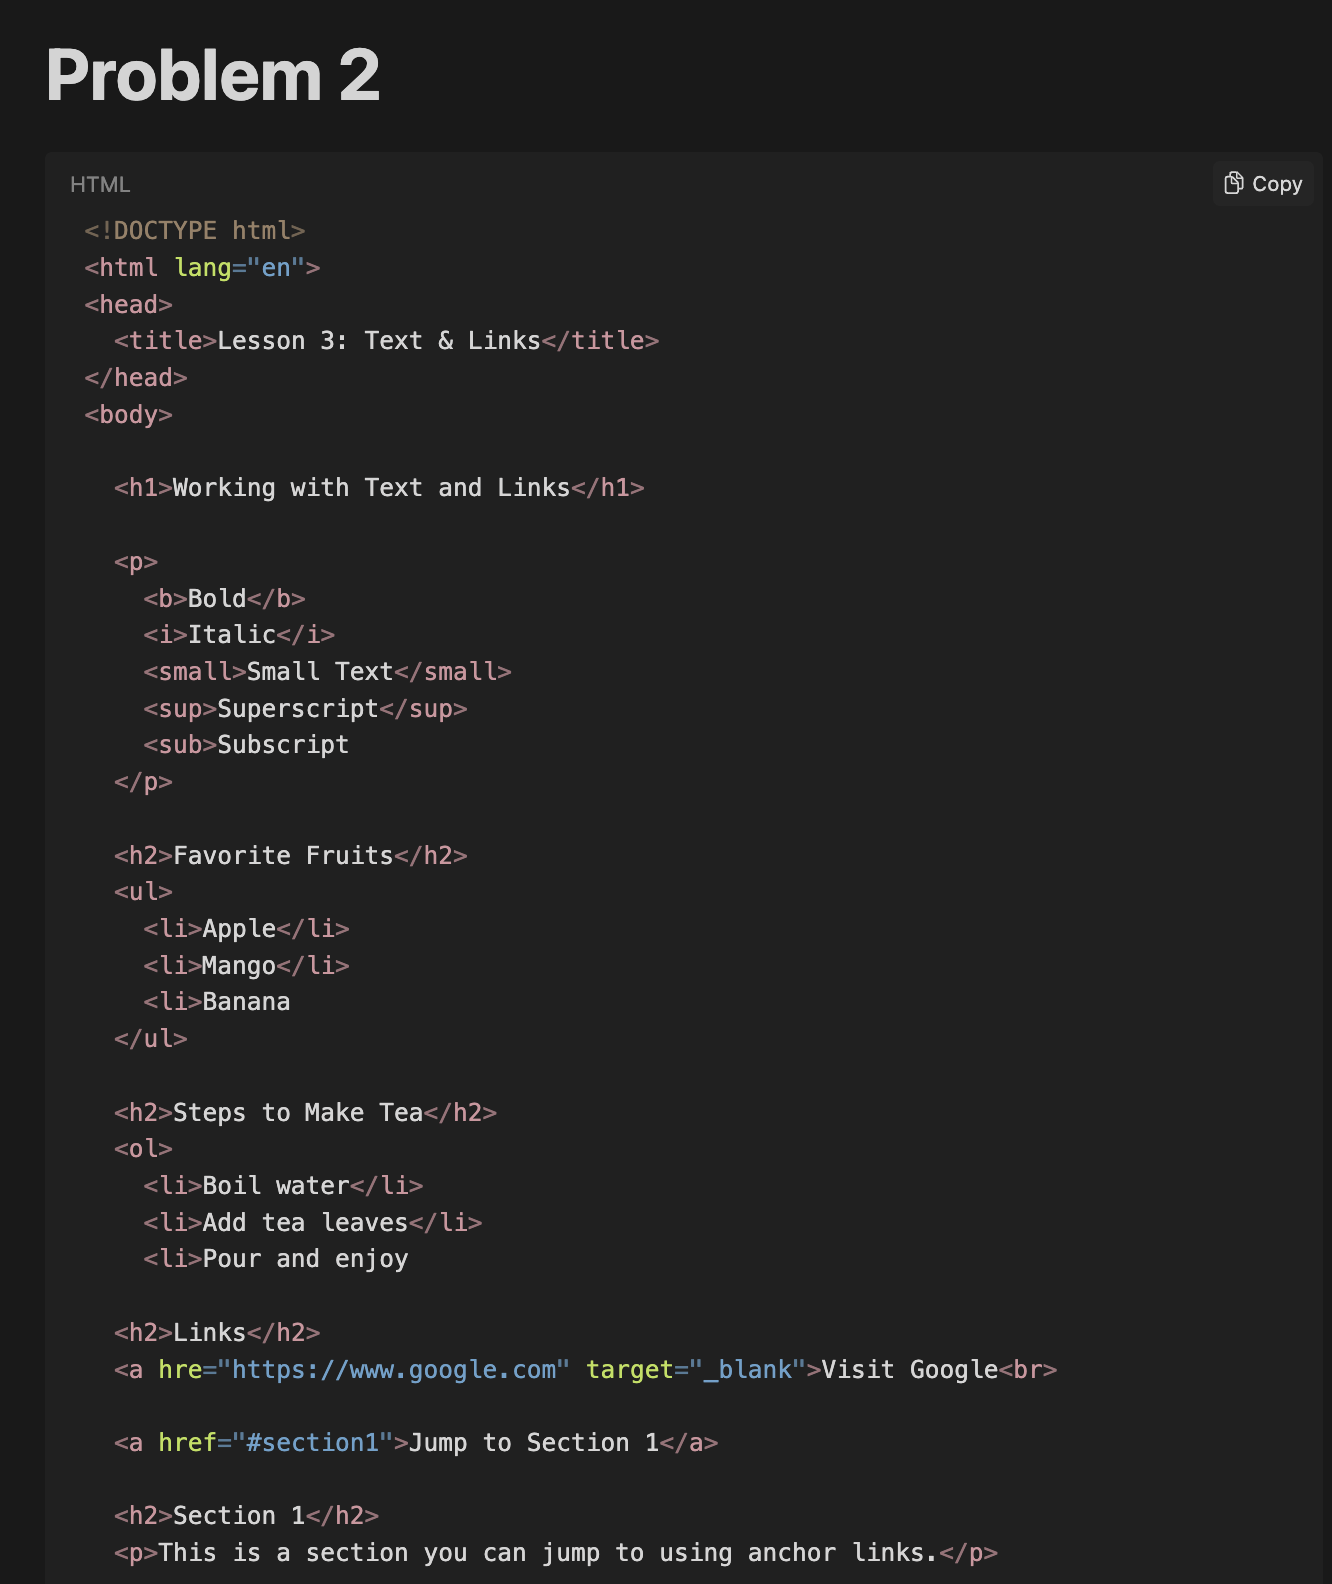 Problem 2
HTML
Copy
<!DOCTYPE html>
<html lang="en">
<head>
<title>Lesson 3: Text & Links</title>
</head>
<body>
<h1>Working with Text and Links</h1>
<p>
<b>Bold</b>
<i>Italic</i>
<small>Small Text</small>
<sup>Superscript</sup>
<sub>Subscript
</p>
<h2>Favorite Fruits</h2>
<ul>
<li>Apple</li>
<li>Mango</li>
<li>Banana
</ul>
<h2>Steps to Make Tea</h2>
<ol>
<li>Boil water</li>
<li>Add tea leaves</li>
<li>Pour and enjoy
<h2>Links</h2>
<a hre="https://www.google.com" target="_blank">Visit Google<br>
<a href="#section1">Jump to Section 1</a>
<h2>Section 1</h2>
<p>This is a section you can jump to using anchor links.</p>